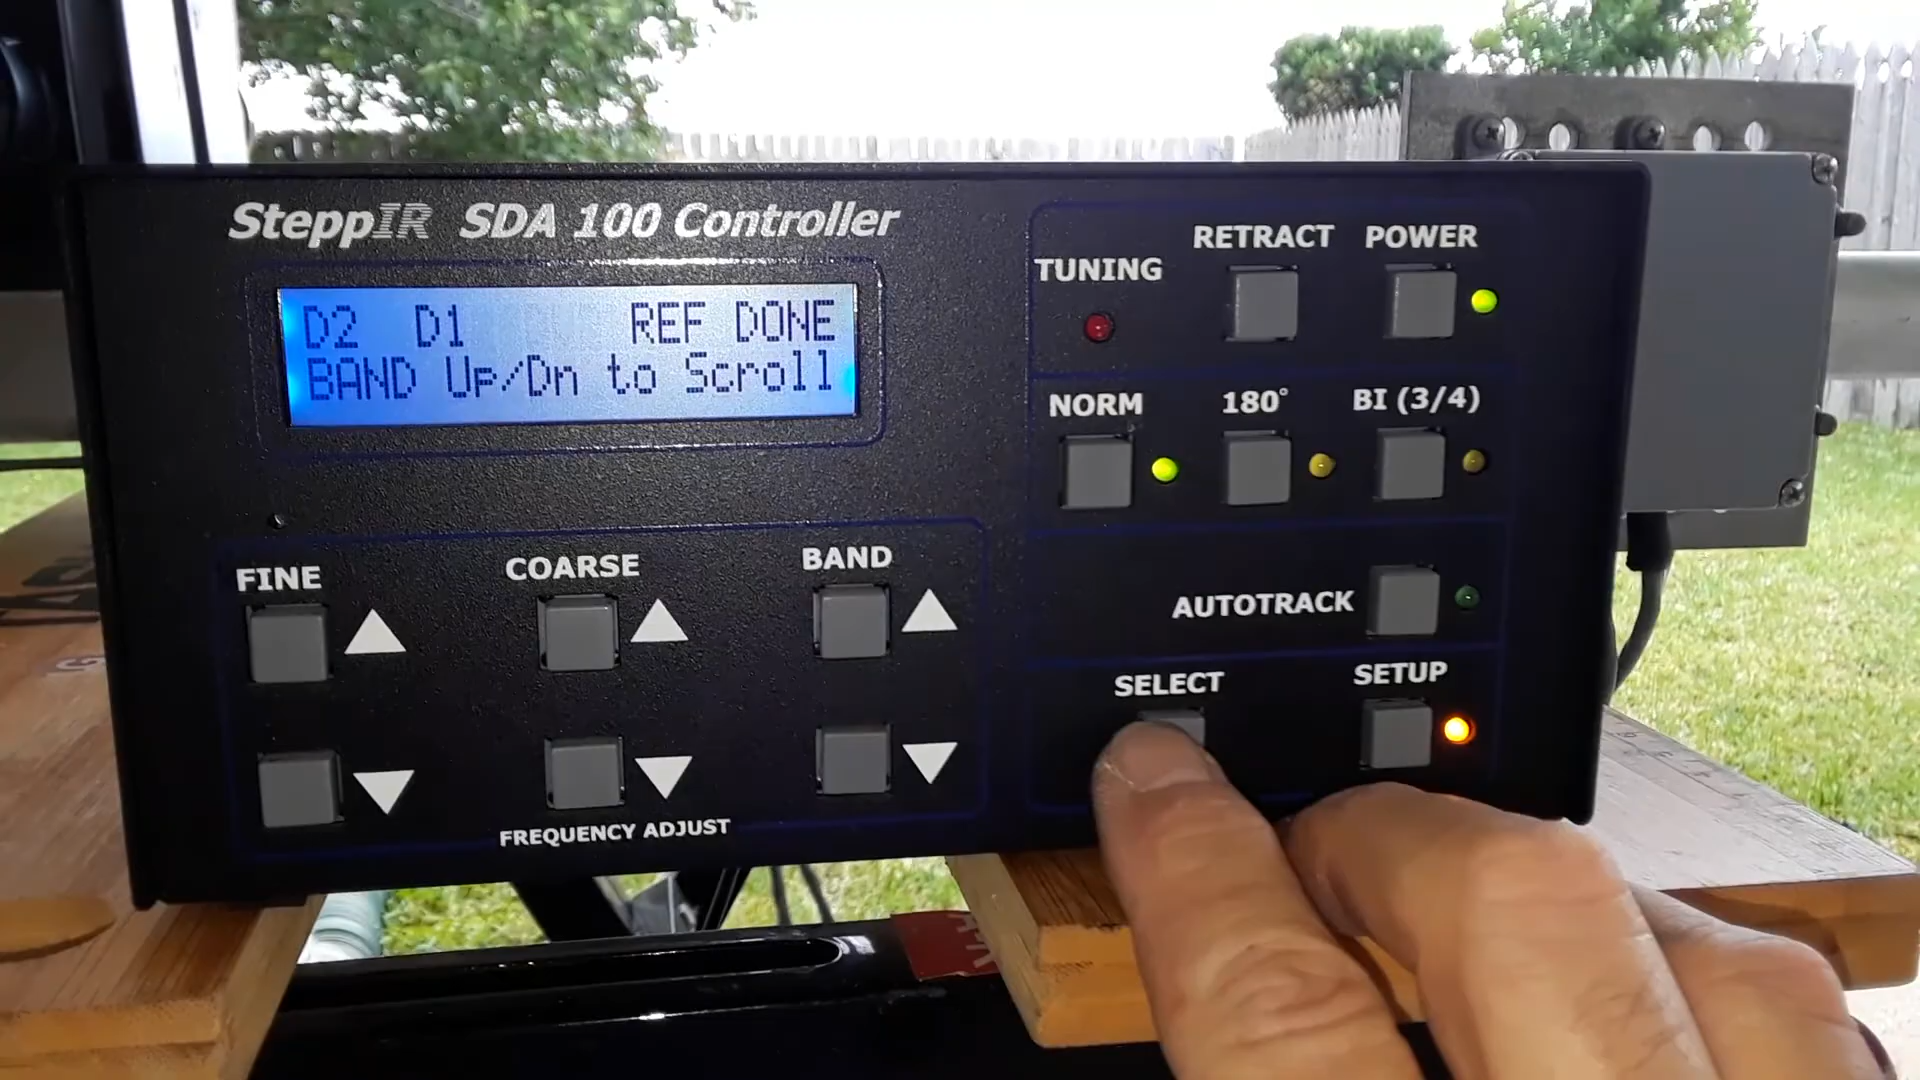 SteppIR SDA 100 Controller
D2 D1 REF DONE
BAND Up/Dn to Scroll
TUNING
RETRACT
POWER
NORM
180°
BI (3/4)
FINE
COARSE
BAND
AUTOTRACK
SELECT
SETUP
FREQUENCY ADJUST